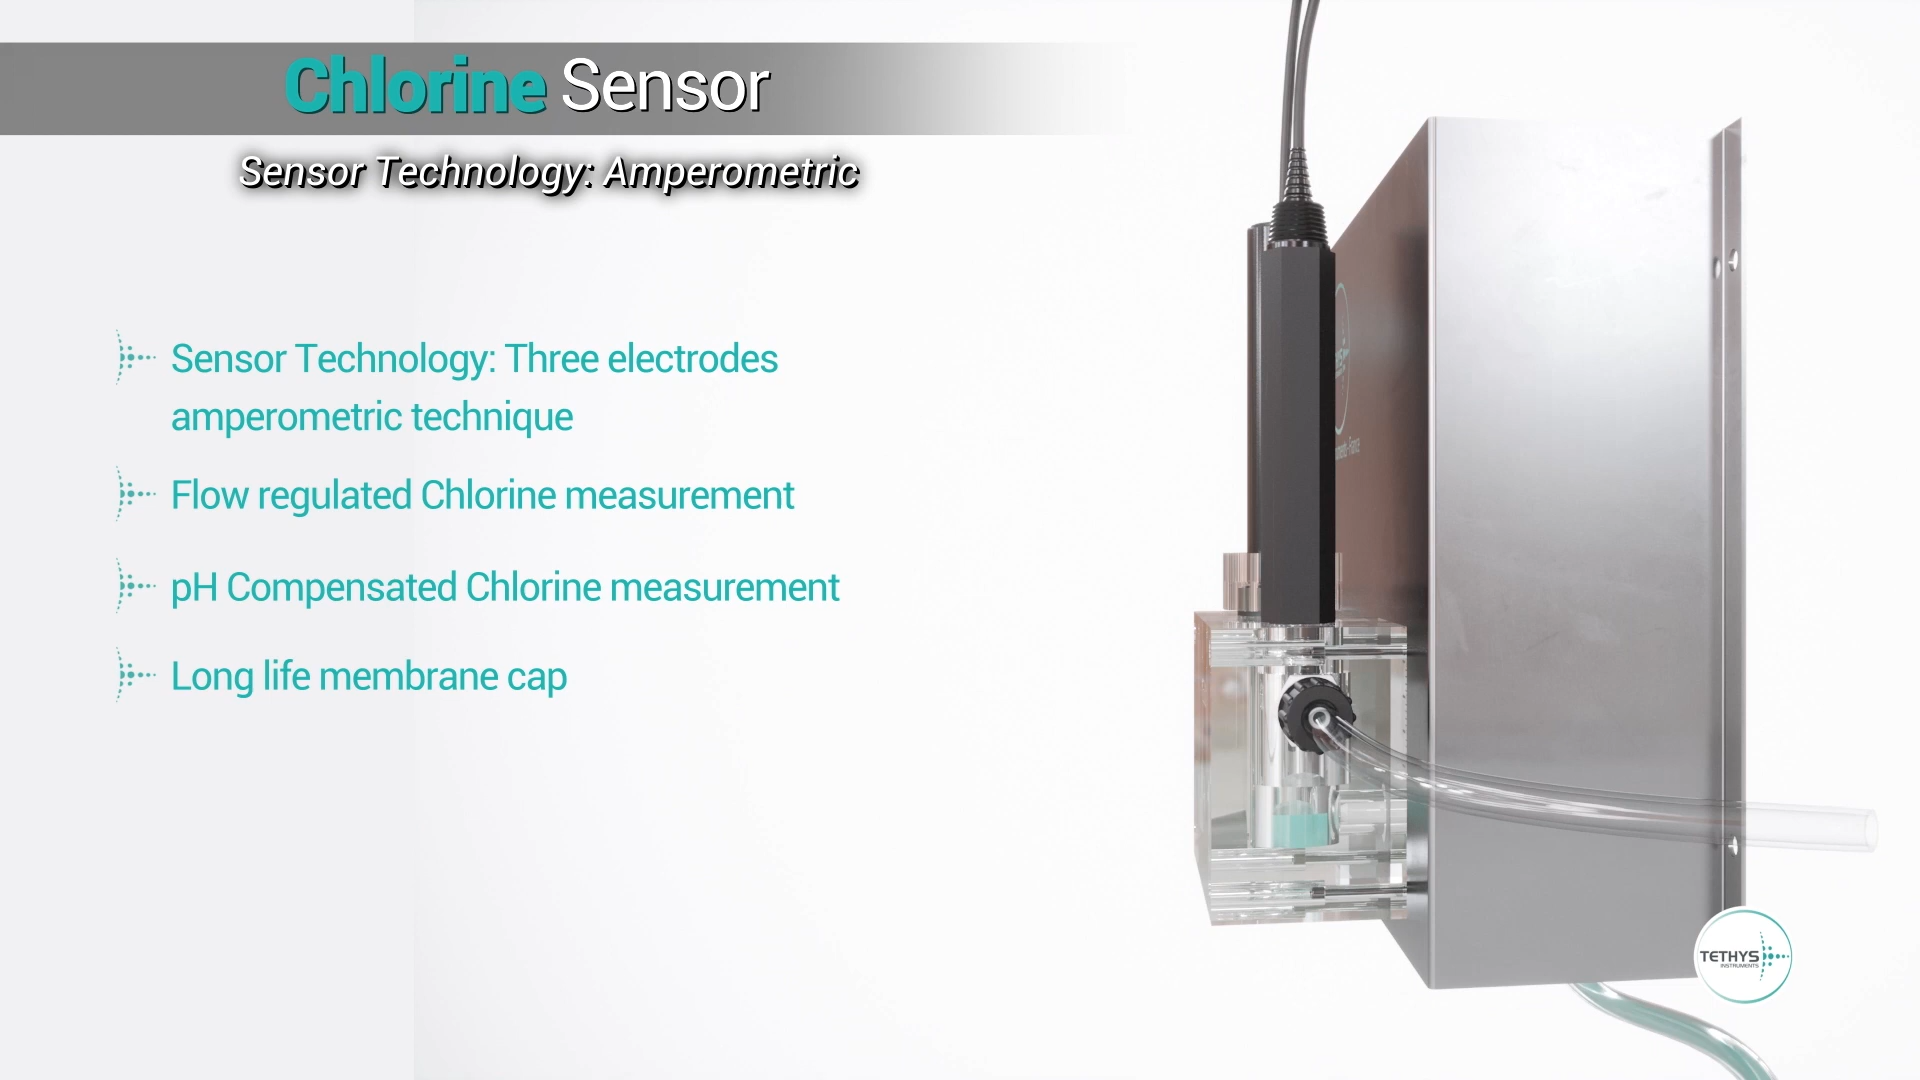 Chlorine Sensor
Sensor Technology: Amperometric
Sensor Technology: Three electrodes
amperometric technique
Flow regulated Chlorine measurement
pH Compensated Chlorine measurement
Long life membrane cap
TETHYS
INSTRUMENTS